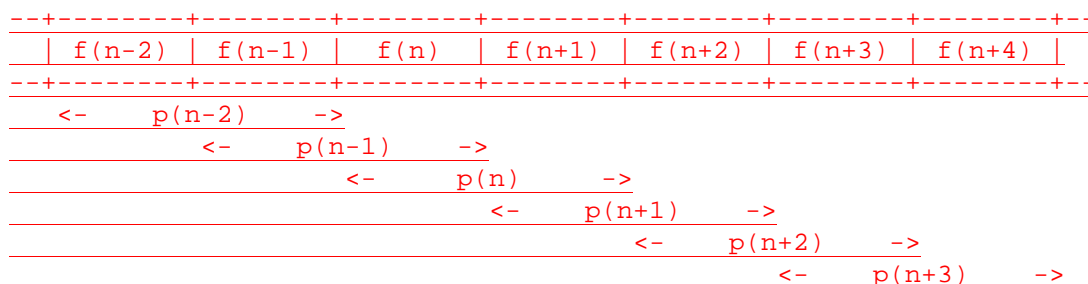 --+--------+--------+--------+--------+--------+--------+--------+--
  | f(n-2) | f(n-1) |  f(n)  | f(n+1) | f(n+2) | f(n+3) | f(n+4) |
--+--------+--------+--------+--------+--------+--------+--------+--
   <-   p(n-2)   ->
           <-   p(n-1)   ->
                   <-    p(n)    ->
                           <-   p(n+1)   ->
                                   <-   p(n+2)   ->
                                           <-   p(n+3)   ->